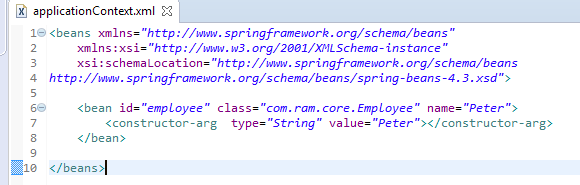 applicationContext.xml
1 <beans xmlns="http://www.springframework.org/schema/beans"
2 xmlns:xsi="http://www.w3.org/2001/XMLSchema-instance"
3 xsi:schemaLocation="http://www.springframework.org/schema/beans
4 http://www.springframework.org/schema/beans/spring-beans-4.3.xsd">
5
6 <bean id="employee" class="com.ram.core.Employee" name="Peter">
7 <constructor-arg  type="String" value="Peter"></constructor-arg>
8 </bean>
9
10 </beans>